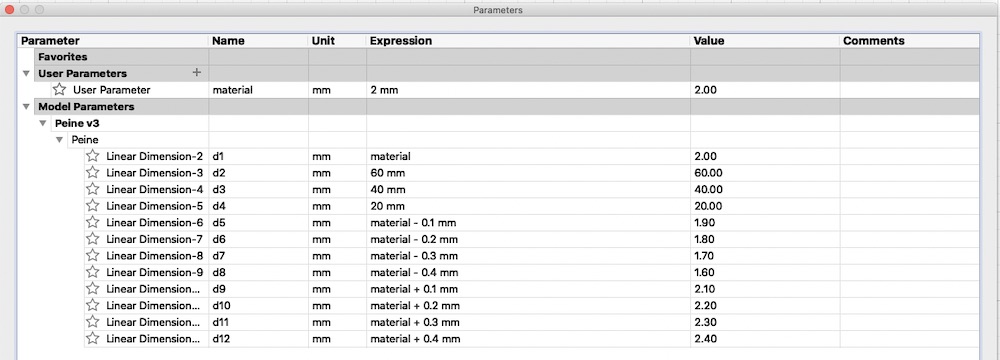 Parameters
Parameter Name Unit Expression Value Comments
Favorites
User Parameters +
User Parameter material mm 2 mm 2.00
Model Parameters
Peine v3
Peine
Linear Dimension-2 d1 mm material 2.00
Linear Dimension-3 d2 mm 60 mm 60.00
Linear Dimension-4 d3 mm 40 mm 40.00
Linear Dimension-5 d4 mm 20 mm 20.00
Linear Dimension-6 d5 mm material - 0.1 mm 1.90
Linear Dimension-7 d6 mm material - 0.2 mm 1.80
Linear Dimension-8 d7 mm material - 0.3 mm 1.70
Linear Dimension-9 d8 mm material - 0.4 mm 1.60
Linear Dimension... d9 mm material + 0.1 mm 2.10
Linear Dimension... d10 mm material + 0.2 mm 2.20
Linear Dimension... d11 mm material + 0.3 mm 2.30
Linear Dimension... d12 mm material + 0.4 mm 2.40